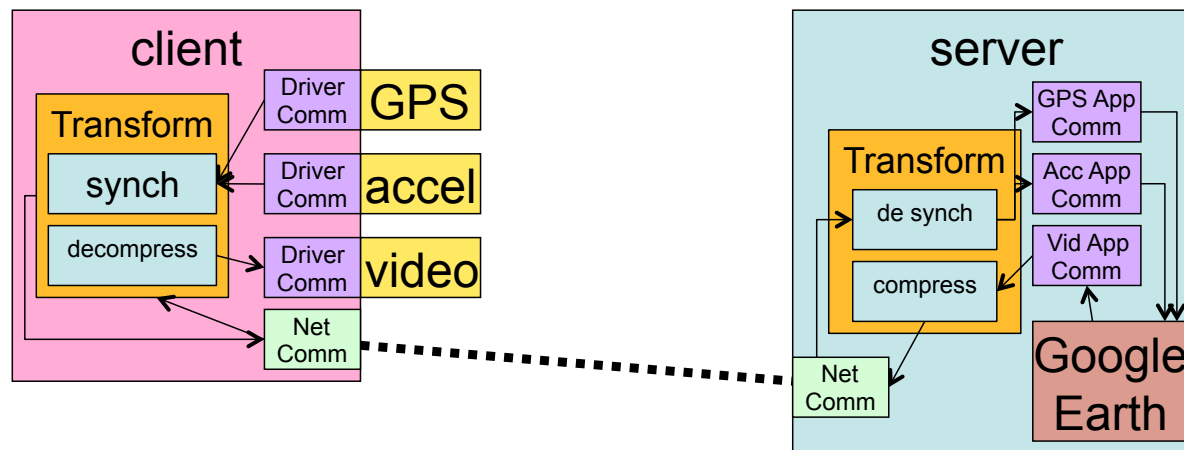 client
Driver
Comm
GPS
Transform
synch
Driver
Comm
accel
decompress
Driver
Comm
video
Net
Comm
server
GPS App
Comm
Transform
Acc App
Comm
de synch
Vid App
Comm
compress
Google
Earth
Net
Comm